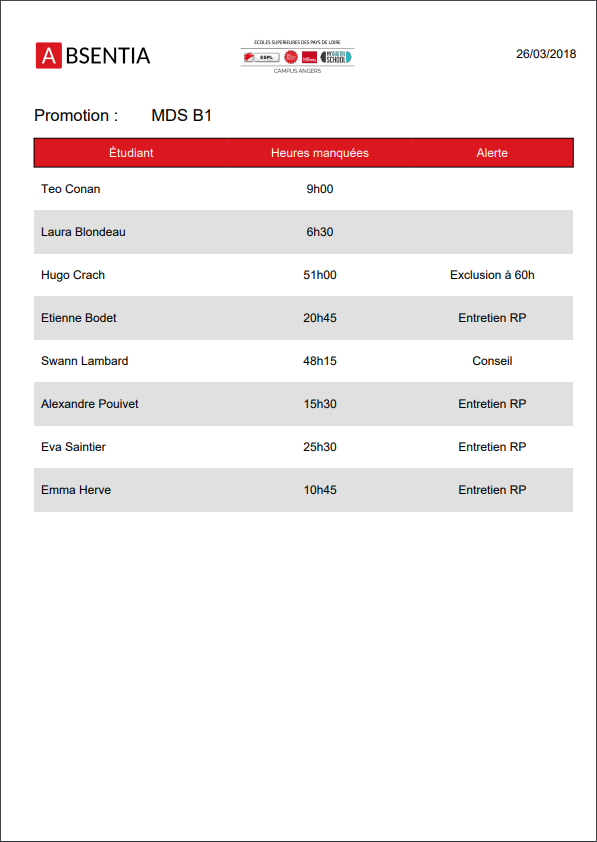 ABSENTIA
ECOLES SUPERIEURES DES PAYS DE LOIRE
ESPL
CAMPUS ANGERS
26/03/2018
Promotion : MDS B1
Étudiant Heures manquées Alerte
Teo Conan 9h00
Laura Blondeau 6h30
Hugo Crach 51h00 Exclusion à 60h
Etienne Bodet 20h45 Entretien RP
Swann Lambard 48h15 Conseil
Alexandre Pouivet 15h30 Entretien RP
Eva Saintier 25h30 Entretien RP
Emma Herve 10h45 Entretien RP